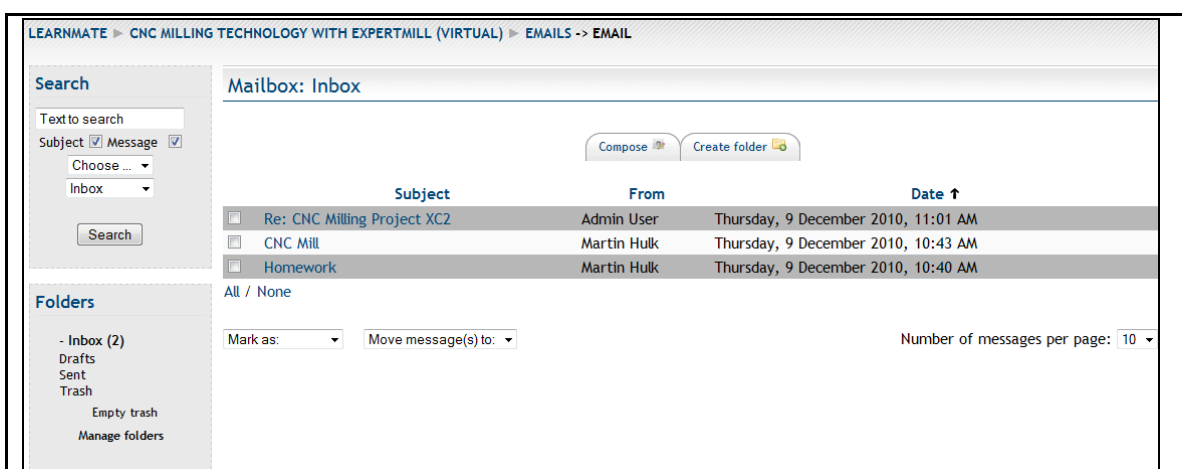 LEARNMATE ► CNC MILLING TECHNOLOGY WITH EXPERTMILL (VIRTUAL) ► EMAILS -> EMAIL
Search
Text to search
Subject Message
Choose ...
Inbox
Search
Folders
- Inbox (2)
Drafts
Sent
Trash
Empty trash
Manage folders
Mailbox: Inbox
Compose Create folder
Subject From Date ↑
Re: CNC Milling Project XC2 Admin User Thursday, 9 December 2010, 11:01 AM
CNC Mill Martin Hulk Thursday, 9 December 2010, 10:43 AM
Homework Martin Hulk Thursday, 9 December 2010, 10:40 AM
All / None
Mark as: Move message(s) to: Number of messages per page: 10